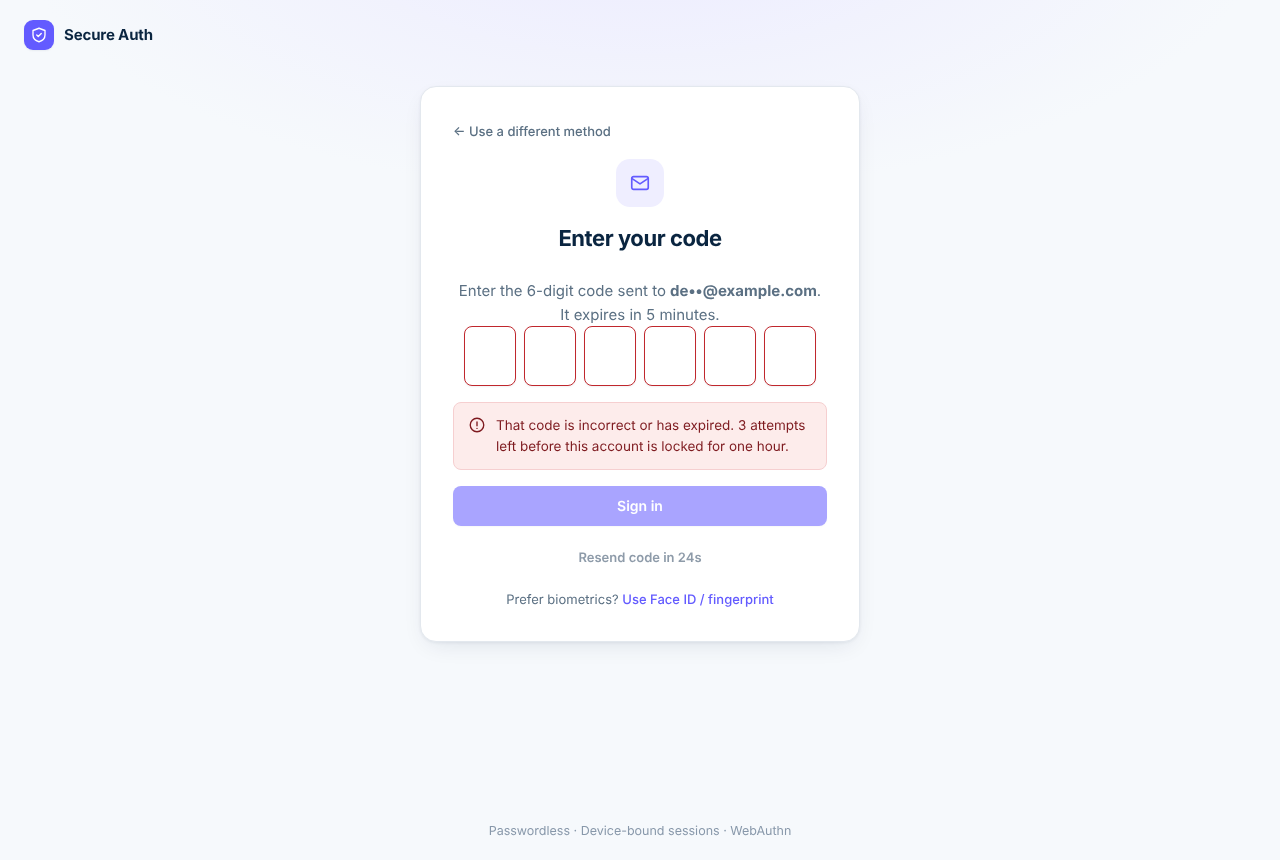 Secure Auth
← Use a different method
Enter your code
Enter the 6-digit code sent to de••@example.com.
It expires in 5 minutes.
That code is incorrect or has expired. 3 attempts
left before this account is locked for one hour.
Sign in
Resend code in 24s
Prefer biometrics? Use Face ID / fingerprint
Passwordless · Device-bound sessions · WebAuthn